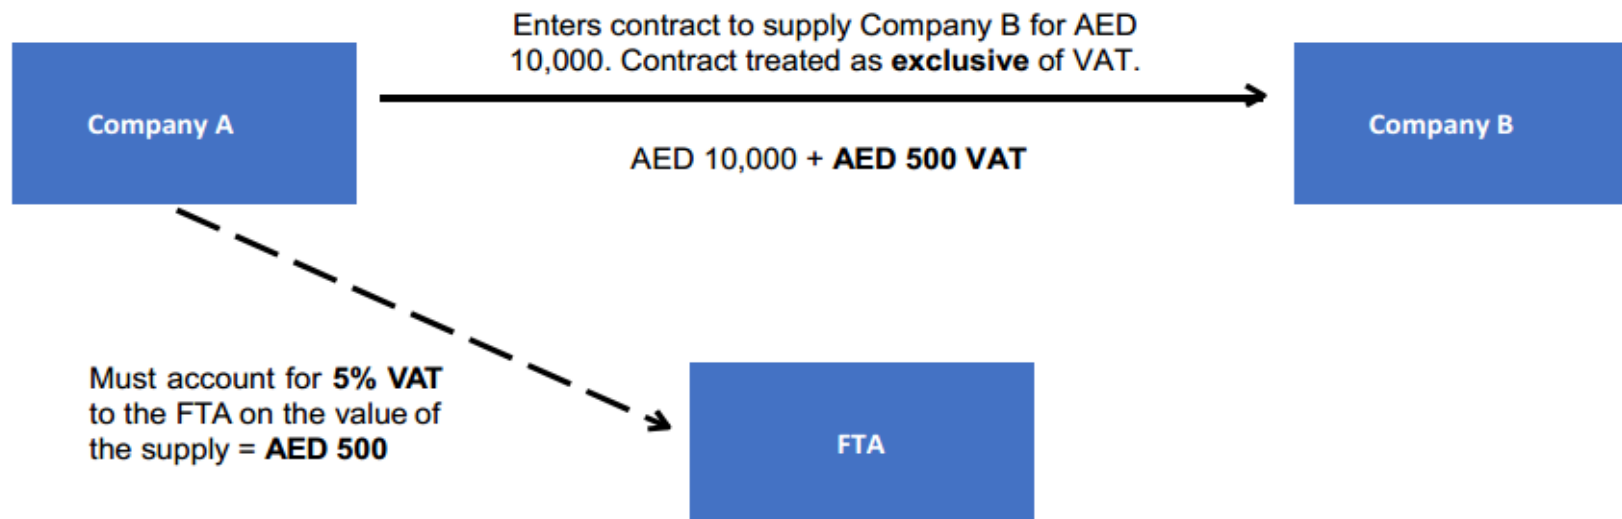 Enters contract to supply Company B for AED
10,000. Contract treated as exclusive of VAT.
Company A
Company B
AED 10,000 + AED 500 VAT
Must account for 5% VAT
to the FTA on the value of
the supply = AED 500
FTA